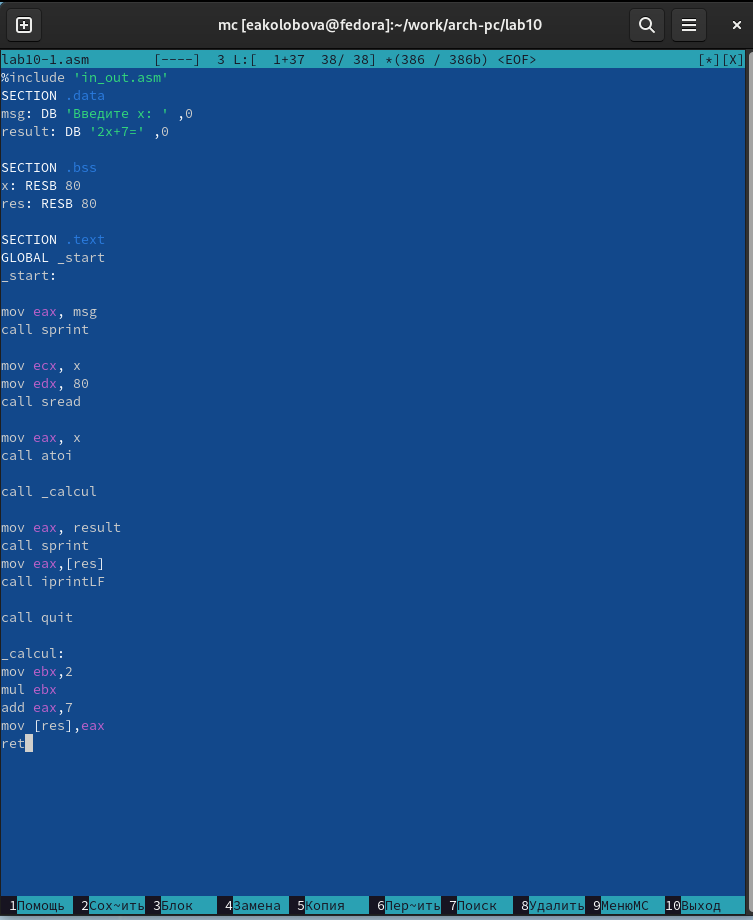 mc [eakolobova@fedora]:~/work/arch-pc/lab10
lab10-1.asm [----] 3 L:[ 1+37 38/ 38] *(386 / 386b) <EOF> [*][X]
%include 'in_out.asm'
SECTION .data
msg: DB 'Введите x: ' ,0
result: DB '2x+7=' ,0
SECTION .bss
x: RESB 80
res: RESB 80
SECTION .text
GLOBAL _start
_start:
mov eax, msg
call sprint
mov ecx, x
mov edx, 80
call sread
mov eax, x
call atoi
call _calcul
mov eax, result
call sprint
mov eax,[res]
call iprintLF
call quit
_calcul:
mov ebx,2
mul ebx
add eax,7
mov [res],eax
ret
1Помощь 2Сох~ить 3Блок 4Замена 5Копия 6Пер~ить 7Поиск 8Удалить 9МенюМС 10Выход